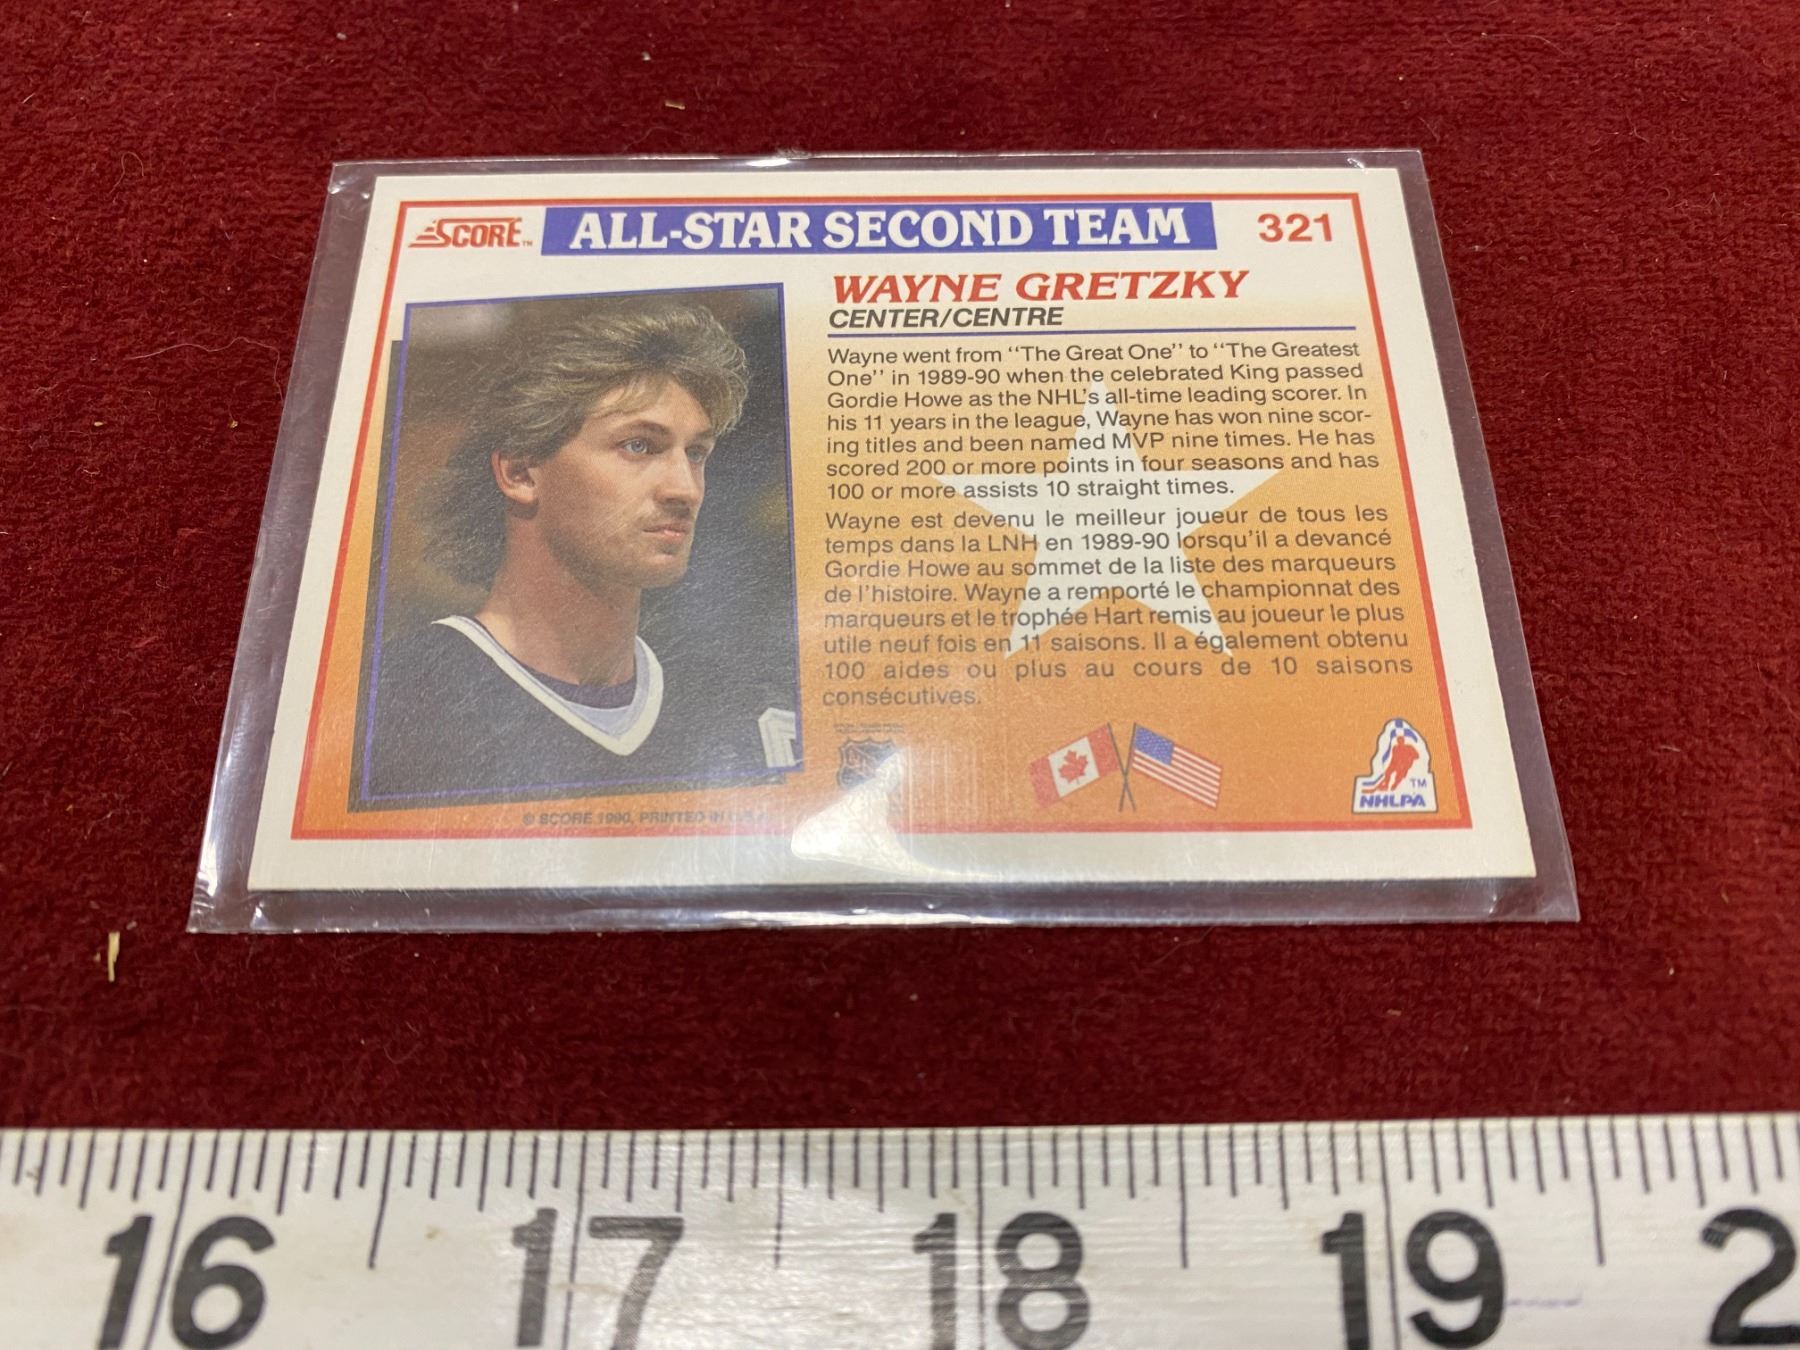 SCORE™ ALL-STAR SECOND TEAM 321
WAYNE GRETZKY
CENTER/CENTRE
Wayne went from "The Great One" to "The Greatest
One" in 1989-90 when the celebrated King passed
Gordie Howe as the NHL's all-time leading scorer. In
his 11 years in the league, Wayne has won nine scor-
ing titles and been named MVP nine times. He has
scored 200 or more points in four seasons and has
100 or more assists 10 straight times.
Wayne est devenu le meilleur joueur de tous les
temps dans la LNH en 1989-90 lorsqu'il a devancé
Gordie Howe au sommet de la liste des marqueurs
de l'histoire. Wayne a remporté le championnat des
marqueurs et le trophée Hart remis au joueur le plus
utile neuf fois en 11 saisons. Il a également obtenu
100 aides ou plus au cours de 10 saisons
consécutives.
TM
NHLPA
© SCORE 1990, PRINTED IN U.S.A.
16 17 18 19 2